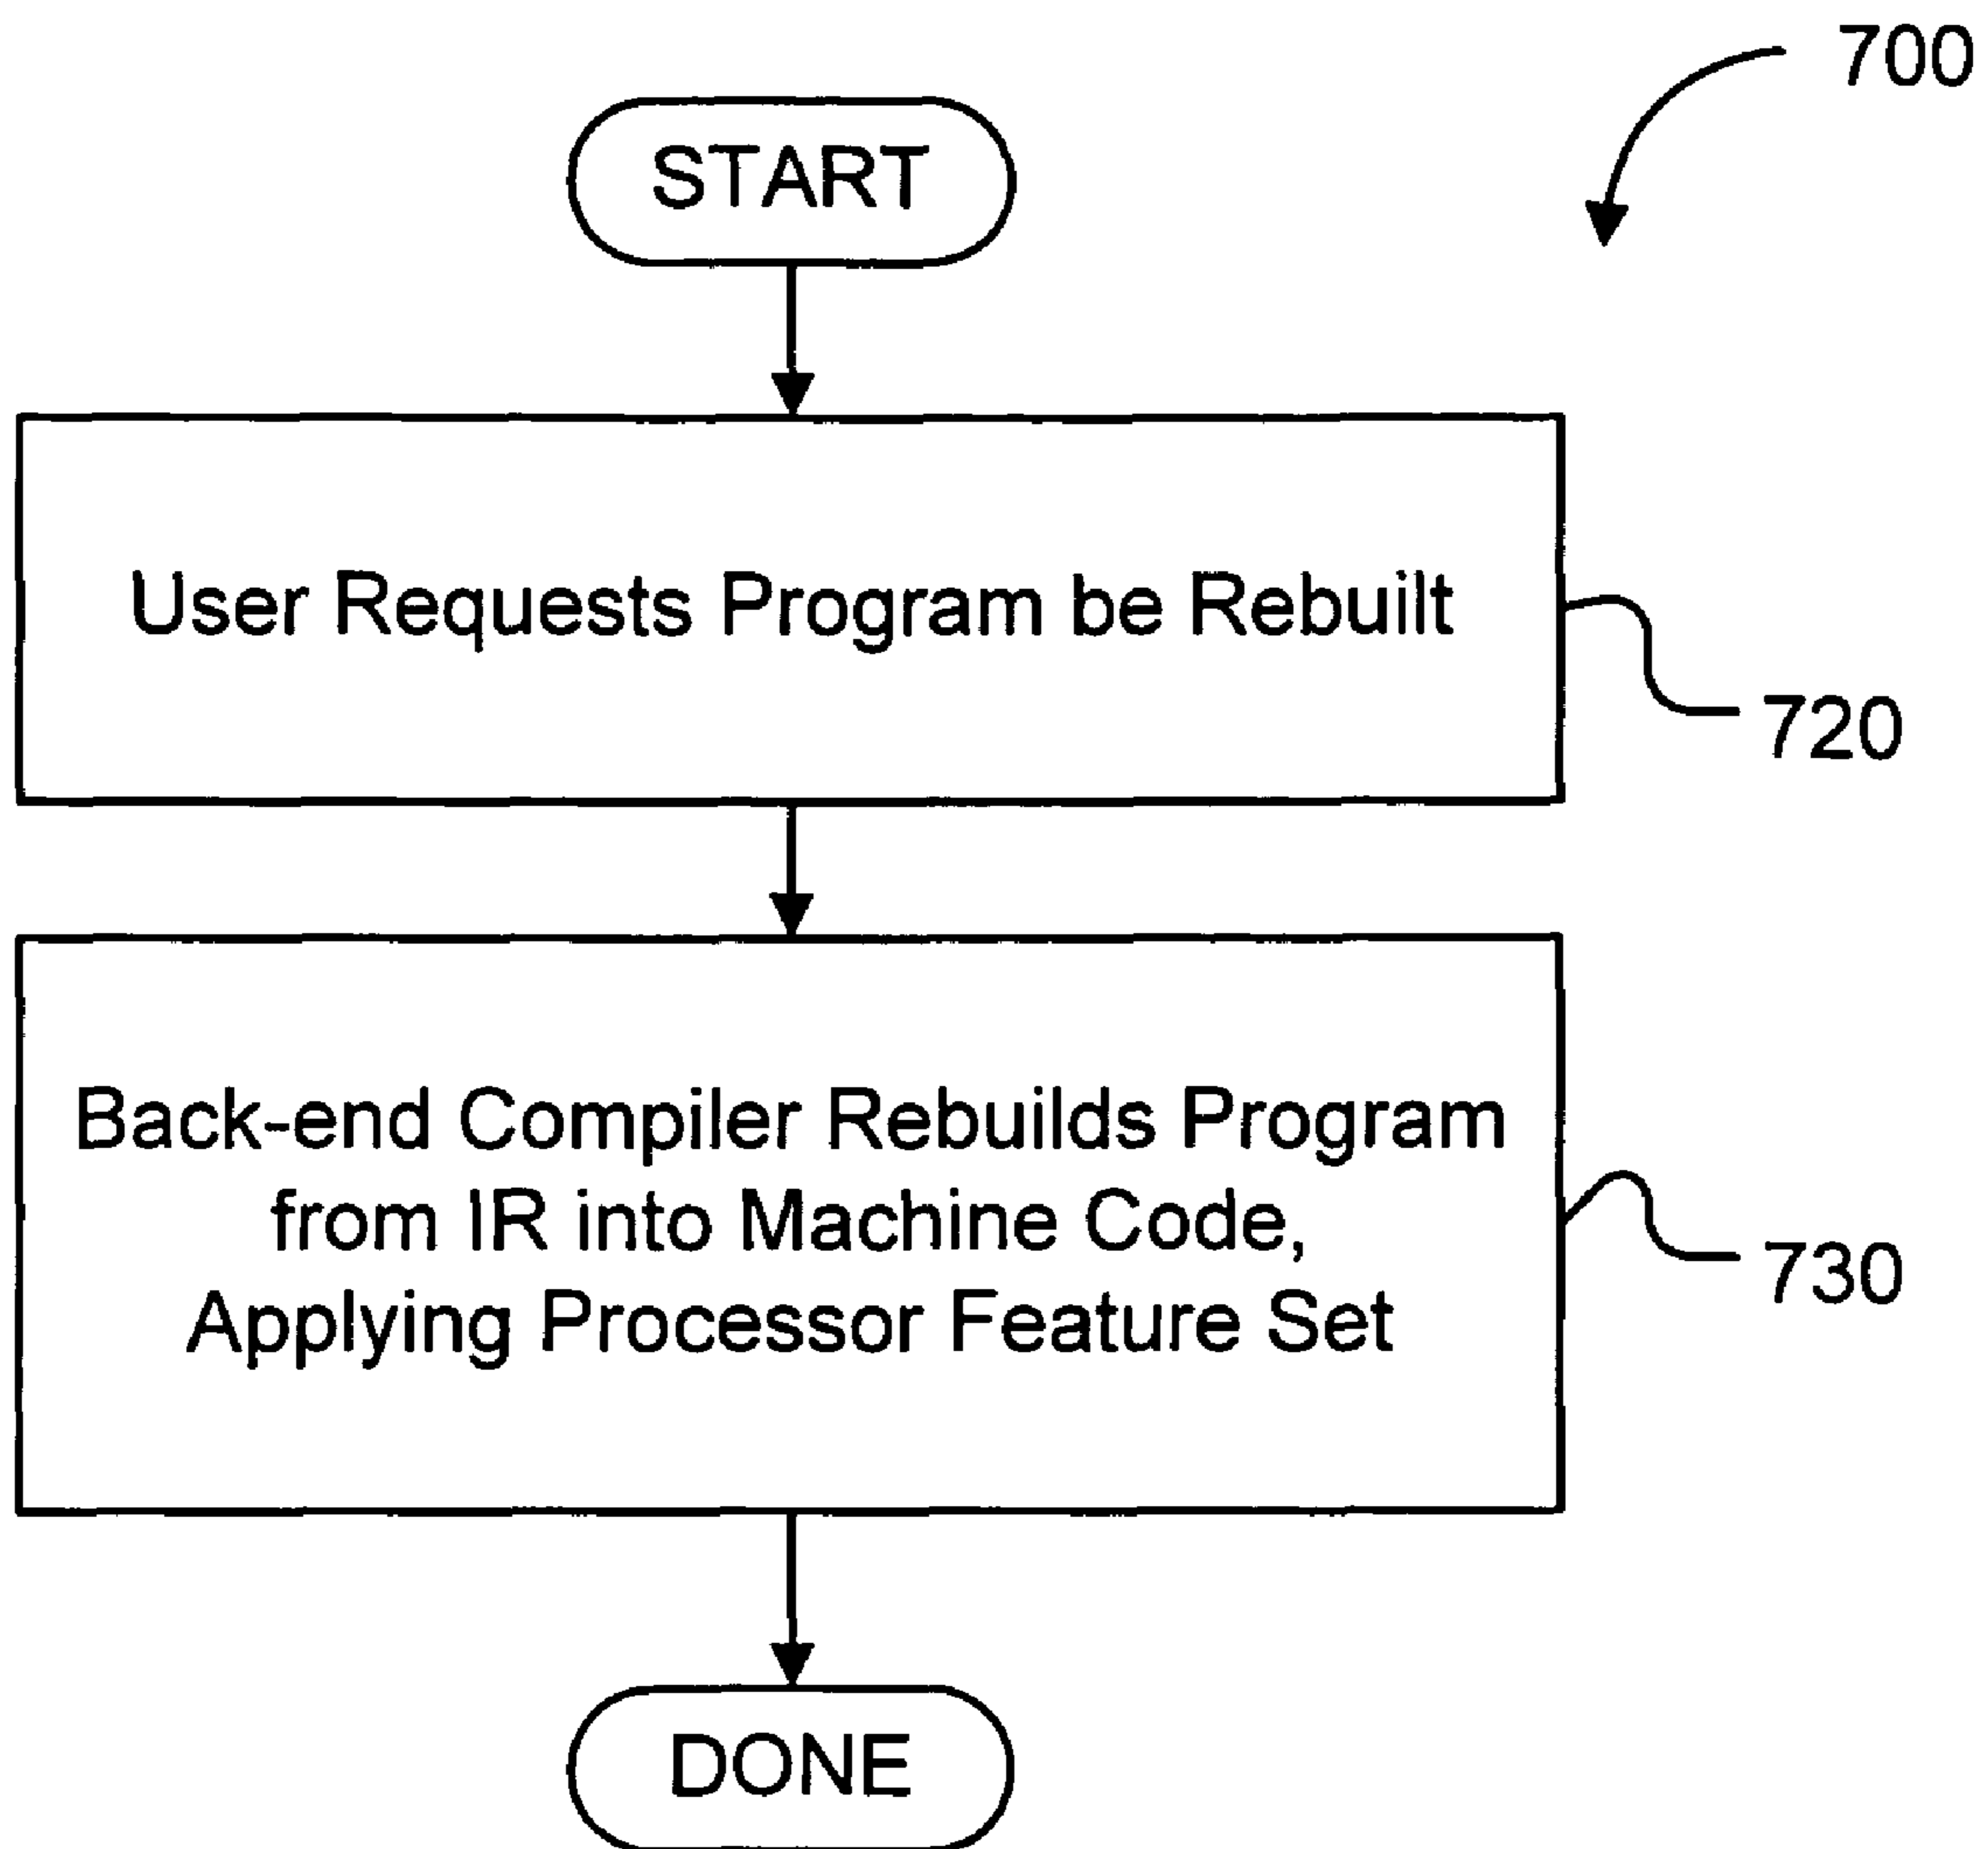 700
START
User Requests Program be Rebuilt
720
Back-end Compiler Rebuilds Program
from IR into Machine Code,
Applying Processor Feature Set
730
DONE